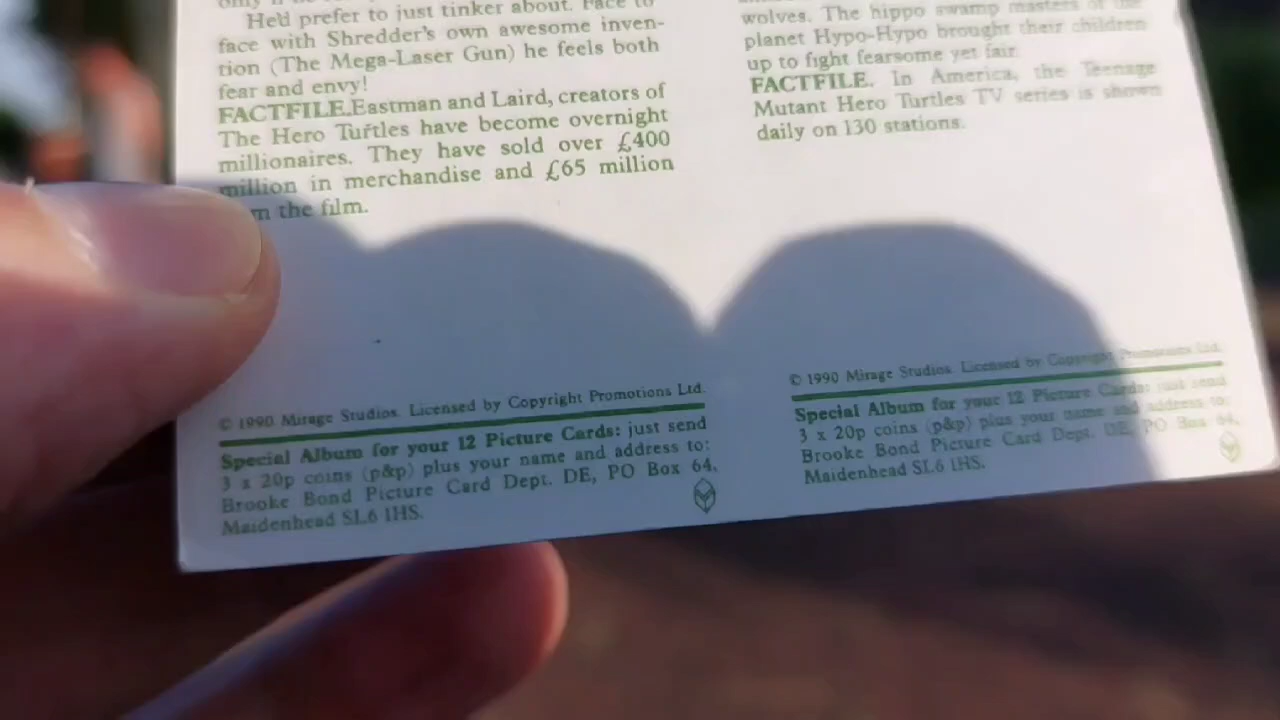 He'd prefer to just tinker about. Face to
face with Shredder's own awesome inven-
tion (The Mega-Laser Gun) he feels both
fear and envy!
FACTFILE.Eastman and Laird, creators of
The Hero Turtles have become overnight
millionaires. They have sold over £400
million in merchandise and £65 million
the film.
© 1990 Mirage Studios. Licensed by Copyright Promotions Ltd.
Special Album for your 12 Picture Cards: just send
3 x 20p coins (p&p) plus your name and address to:
Brooke Bond Picture Card Dept. DE, PO Box 64,
Maidenhead SL6 1HS.
wolves. The hippo swamp masters of the
planet Hypo-Hypo brought their children
up to fight fearsome yet fair.
FACTFILE. In America, the Teenage
Mutant Hero Turtles TV series is shown
daily on 130 stations.
© 1990 Mirage Studios. Licensed by Copyright Promotions Ltd.
Special Album for your 12 Picture Cards: just send
3 x 20p coins (p&p) plus your name and address to:
Brooke Bond Picture Card Dept. DE, PO Box 64,
Maidenhead SL6 1HS.